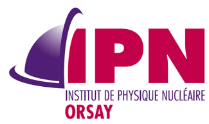 IPN
INSTITUT DE PHYSIQUE NUCLÉAIRE
ORSAY